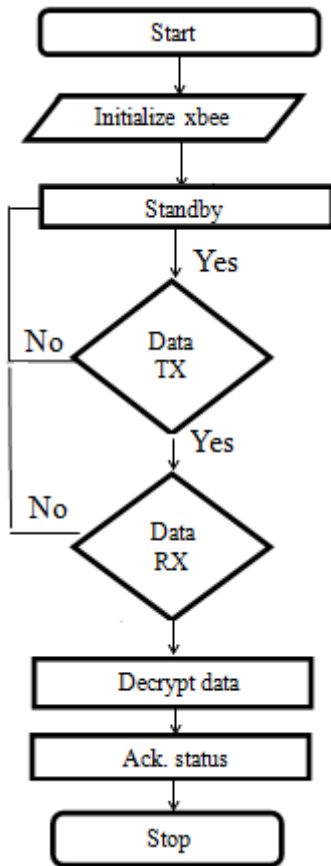 Start
Initialize xbee
Standby
Yes
Data
TX
No
Yes
Data
RX
No
Decrypt data
Ack. status
Stop